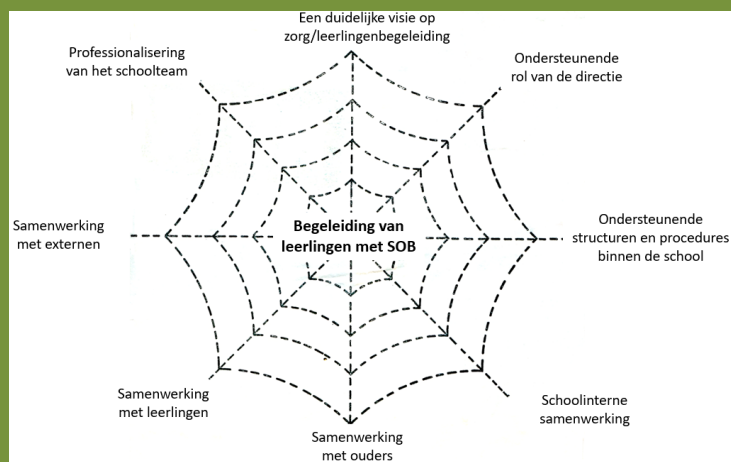 Een duidelijke visie op
zorg/leerlingenbegeleiding
Professionalisering
van het schoolteam
Ondersteunende
rol van de directie
Samenwerking
met externen
Begeleiding van
leerlingen met SOB
Ondersteunende
structuren en procedures
binnen de school
Samenwerking
met leerlingen
Schoolinterne
samenwerking
Samenwerking
met ouders